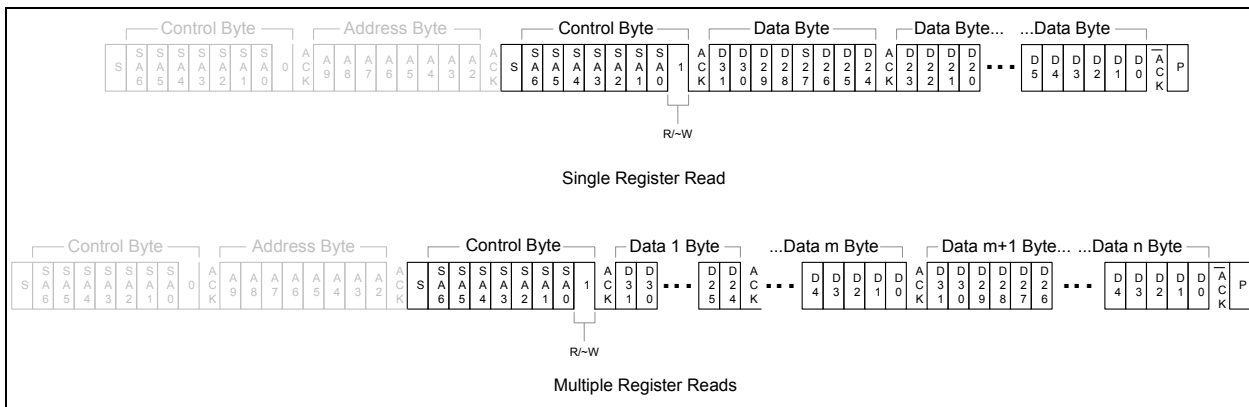 Control Byte Address Byte Control Byte Data Byte Data Byte... ...Data Byte
S SA6 SA5 SA4 SA3 SA2 SA1 SA0 0 ACK A9 A8 A7 A6 A5 A4 A3 A2 ACK S SA6 SA5 SA4 SA3 SA2 SA1 SA0 1 ACK D31 D30 D29 D28 S27 D26 D25 D24 ACK D23 D22 D21 D20 ... D5 D4 D3 D2 D1 D0 ACK P
R/~W
Single Register Read
Control Byte Address Byte Control Byte Data 1 Byte ...Data m Byte Data m+1 Byte... ...Data n Byte
S SA6 SA5 SA4 SA3 SA2 SA1 SA0 0 ACK A9 A8 A7 A6 A5 A4 A3 A2 ACK S SA6 SA5 SA4 SA3 SA2 SA1 SA0 1 ACK D31 D30 ... D25 D24 ACK ... D4 D3 D2 D1 D0 ACK D31 D30 D29 D28 D27 D26 ... D4 D3 D2 D1 D0 ACK P
R/~W
Multiple Register Reads